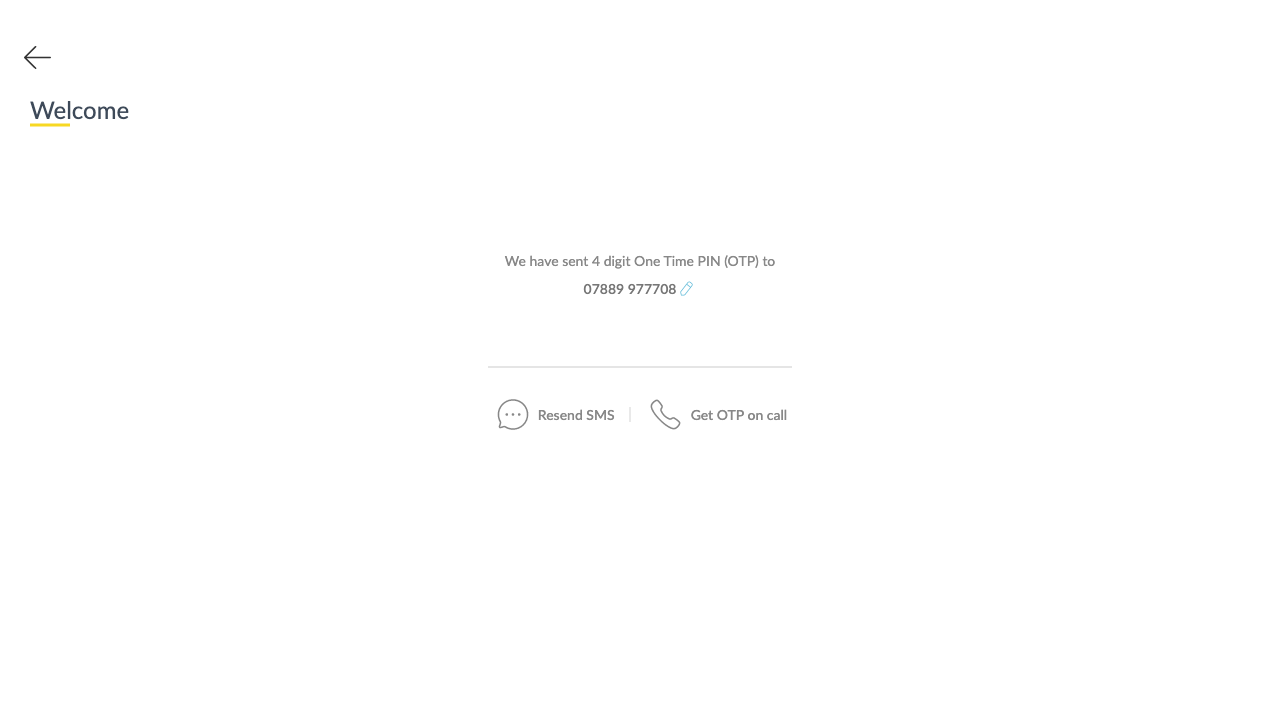 Welcome
We have sent 4 digit One Time PIN (OTP) to
07889 977708
Resend SMS
Get OTP on call